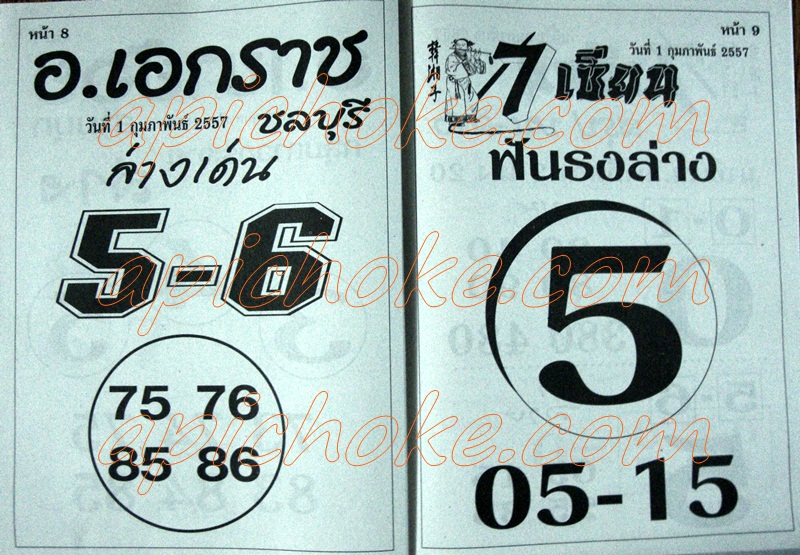 หน้า 8
อ.เอกราช
วันที่ 1 กุมภาพันธ์ 2557 ชลบุรี
ล่างเด่น
5-6
75 76
85 86
หน้า 9
วันที่ 1 กุมภาพันธ์ 2557
7 เซียน
ฟันธงล่าง
5
05-15
apichoke.com
apichoke.com
apichoke.com
apichoke.com